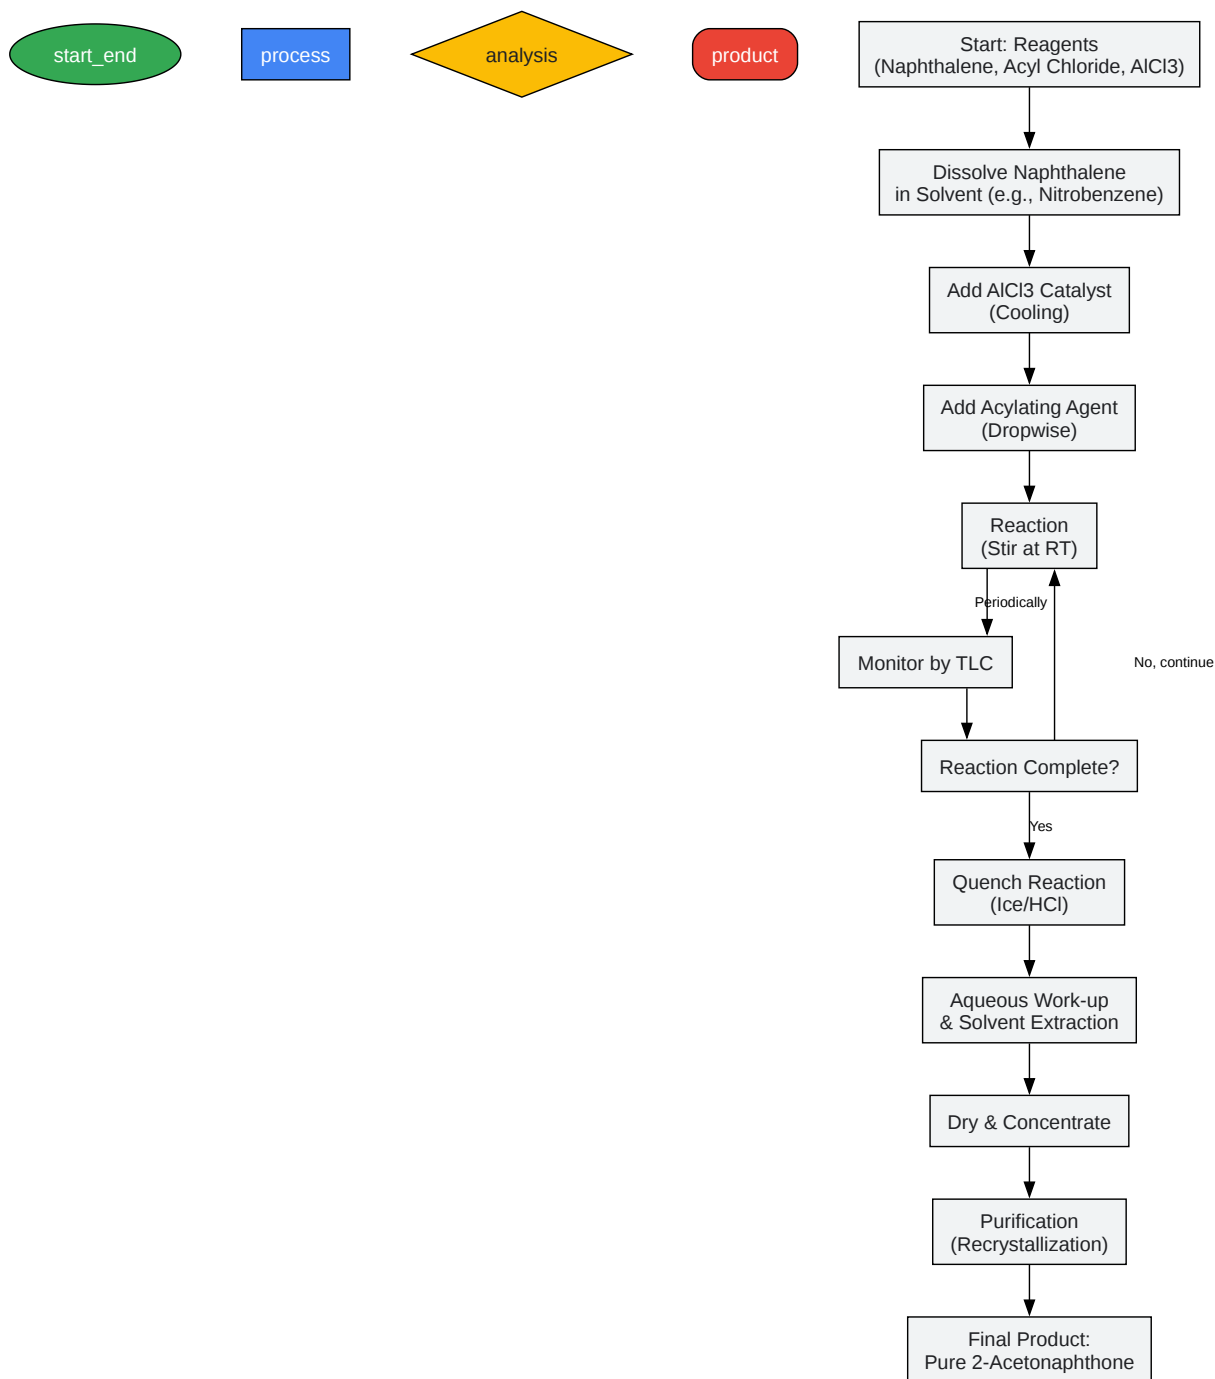 start_end
process
analysis
product
Start: Reagents
(Naphthalene, Acyl Chloride, AlCl3)
Dissolve Naphthalene
in Solvent (e.g., Nitrobenzene)
Add AlCl3 Catalyst
(Cooling)
Add Acylating Agent
(Dropwise)
Reaction
(Stir at RT)
Periodically
Monitor by TLC
No, continue
Reaction Complete?
Yes
Quench Reaction
(Ice/HCl)
Aqueous Work-up
& Solvent Extraction
Dry & Concentrate
Purification
(Recrystallization)
Final Product:
Pure 2-Acetonaphthone